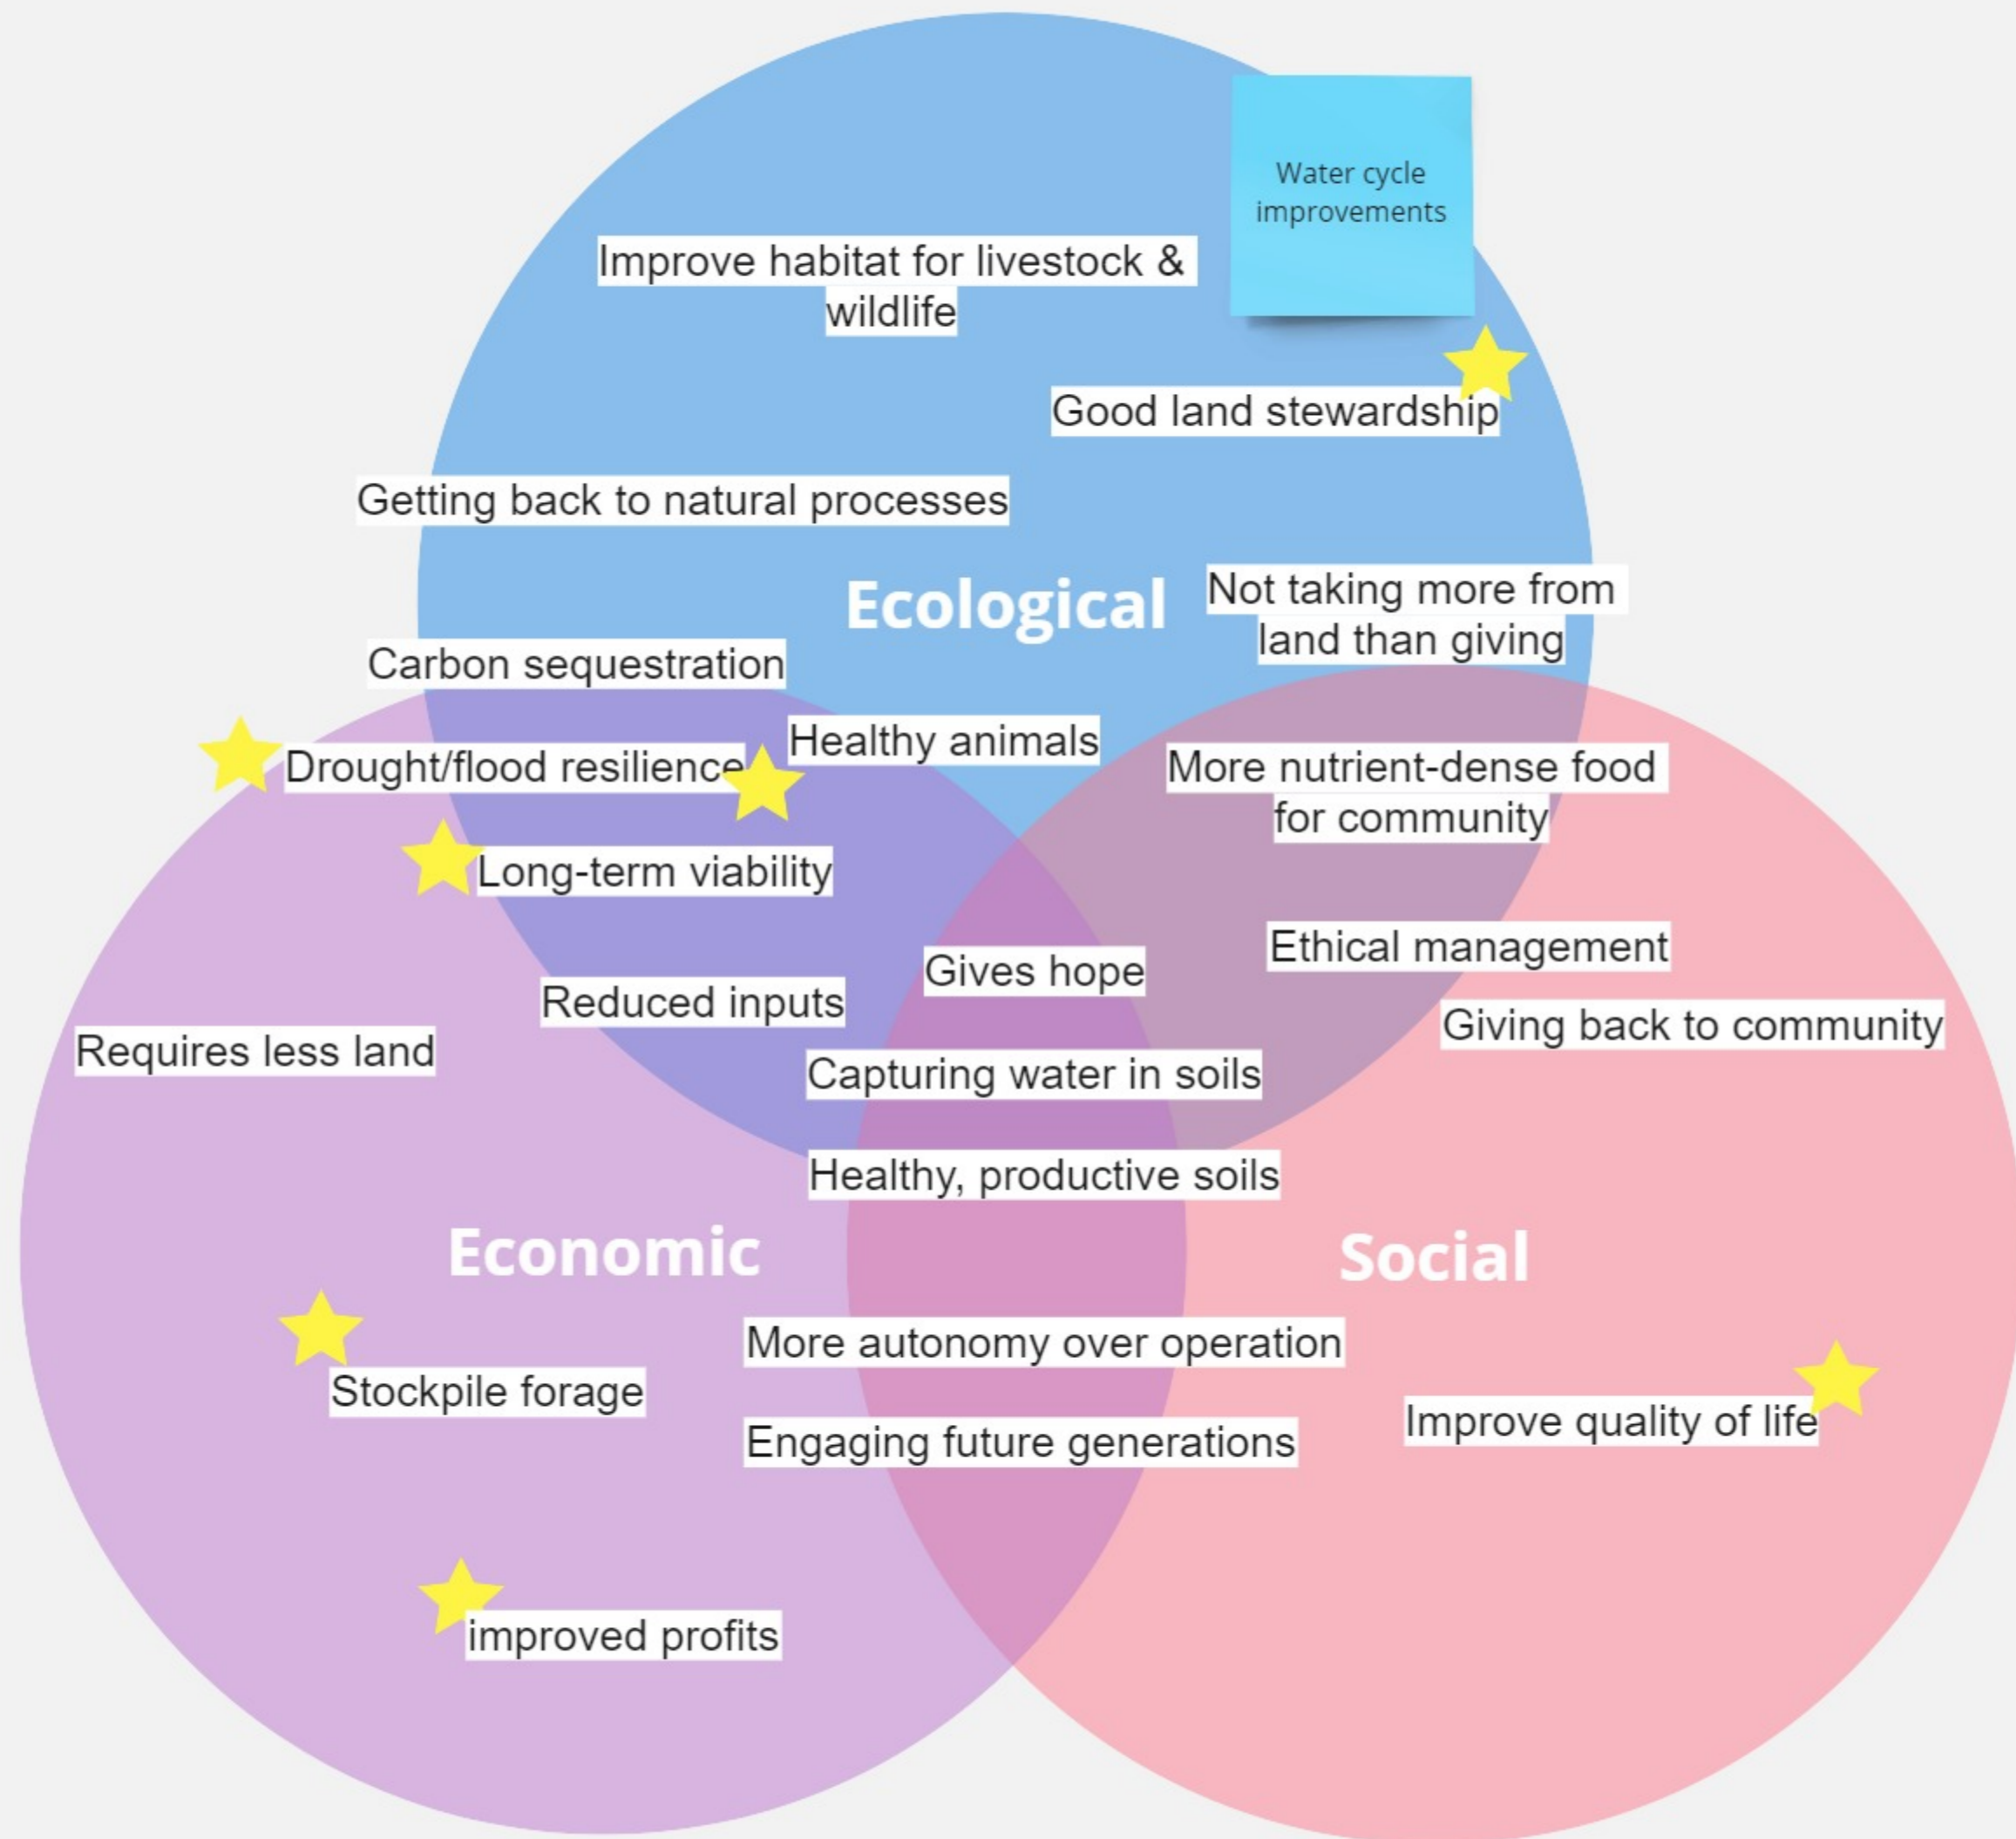 Water cycle
improvements
Improve habitat for livestock &
wildlife
Good land stewardship
Getting back to natural processes
Ecological
Not taking more from
land than giving
Carbon sequestration
Healthy animals
Drought/flood resilience
More nutrient-dense food
for community
Long-term viability
Ethical management
Gives hope
Reduced inputs
Giving back to community
Requires less land
Capturing water in soils
Healthy, productive soils
Economic
Social
More autonomy over operation
Stockpile forage
Improve quality of life
Engaging future generations
improved profits